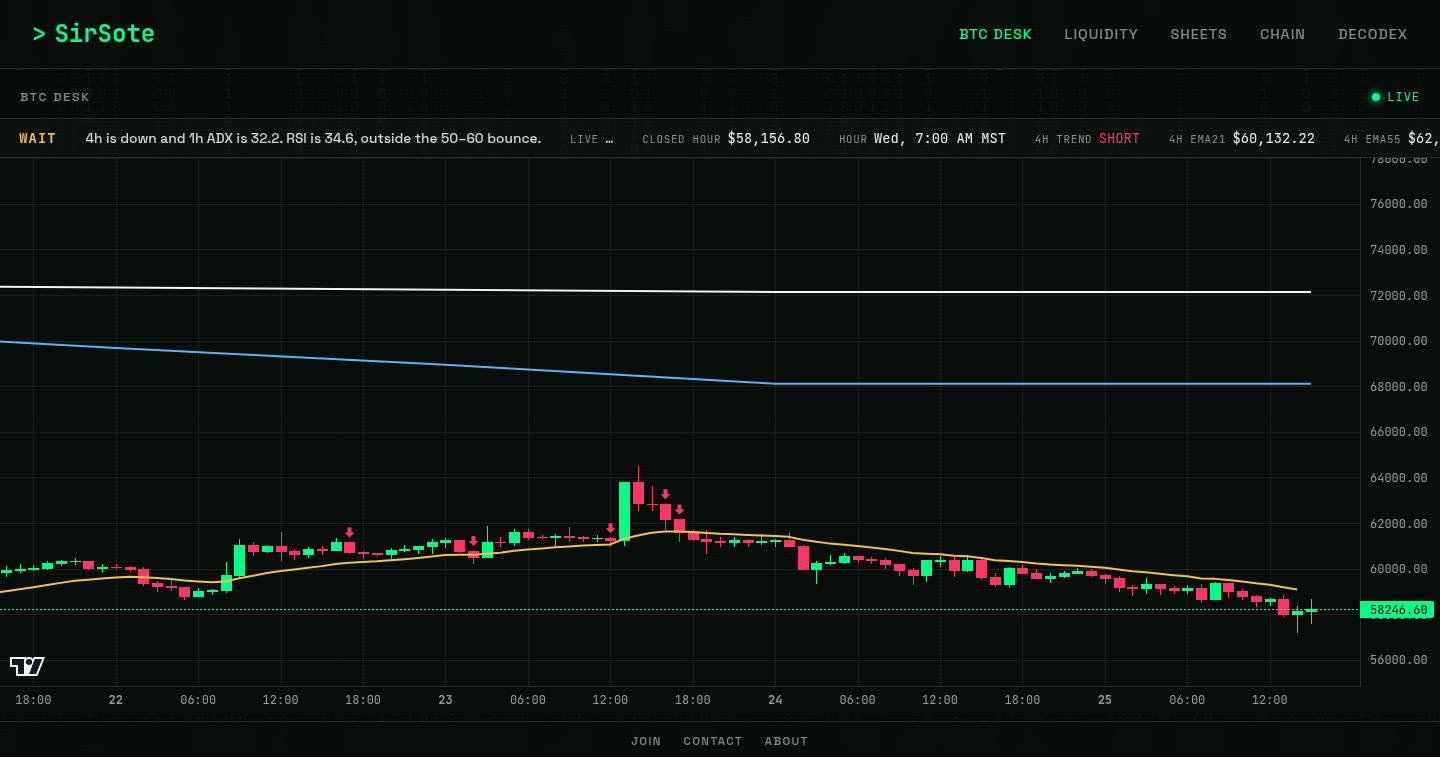 > SirSote
BTC DESK LIQUIDITY SHEETS CHAIN DECODEX
BTC DESK LIVE
WAIT 4h is down and 1h ADX is 32.2. RSI is 34.6, outside the 50–60 bounce. LIVE … CLOSED HOUR $58,156.80 HOUR Wed, 7:00 AM MST 4H TREND SHORT 4H EMA21 $60,132.22 4H EMA55 $62,
78000.00
76000.00
74000.00
72000.00
70000.00
68000.00
66000.00
64000.00
62000.00
60000.00
58246.60
56000.00
18:00 22 06:00 12:00 18:00 23 06:00 12:00 18:00 24 06:00 12:00 18:00 25 06:00 12:00
JOIN CONTACT ABOUT